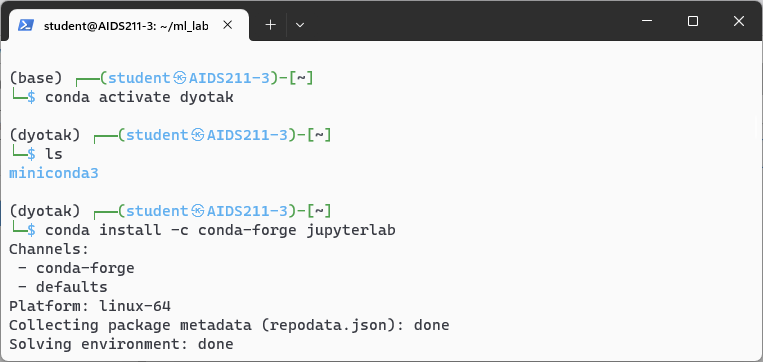 student@AIDS211-3: ~/ml_lab
(base) ┌──(student㉿AIDS211-3)-[~]
└─$ conda activate dyotak
(dyotak) ┌──(student㉿AIDS211-3)-[~]
└─$ ls
miniconda3
(dyotak) ┌──(student㉿AIDS211-3)-[~]
└─$ conda install -c conda-forge jupyterlab
Channels:
 - conda-forge
 - defaults
Platform: linux-64
Collecting package metadata (repodata.json): done
Solving environment: done